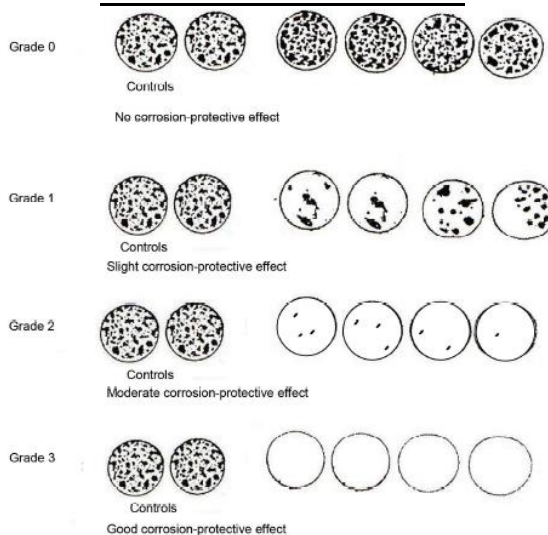 Grade 0
Controls
No corrosion-protective effect
Grade 1
Controls
Slight corrosion-protective effect
Grade 2
Controls
Moderate corrosion-protective effect
Grade 3
Controls
Good corrosion-protective effect